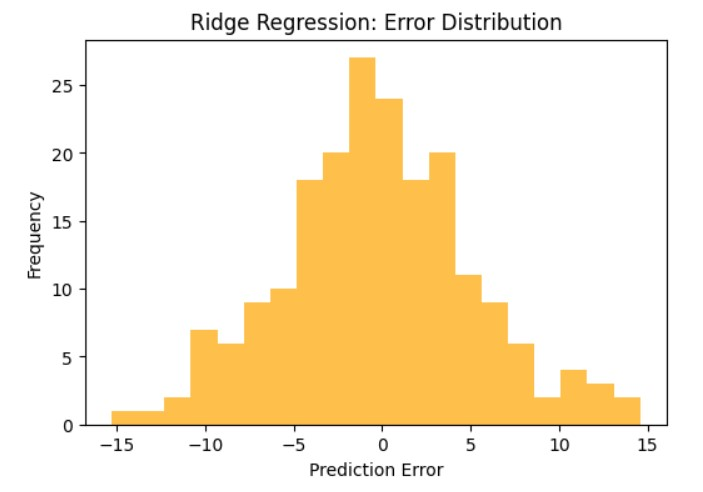 Ridge Regression: Error Distribution
25
20
15
10
5
0
Frequency
−15 −10 −5 0 5 10 15
Prediction Error